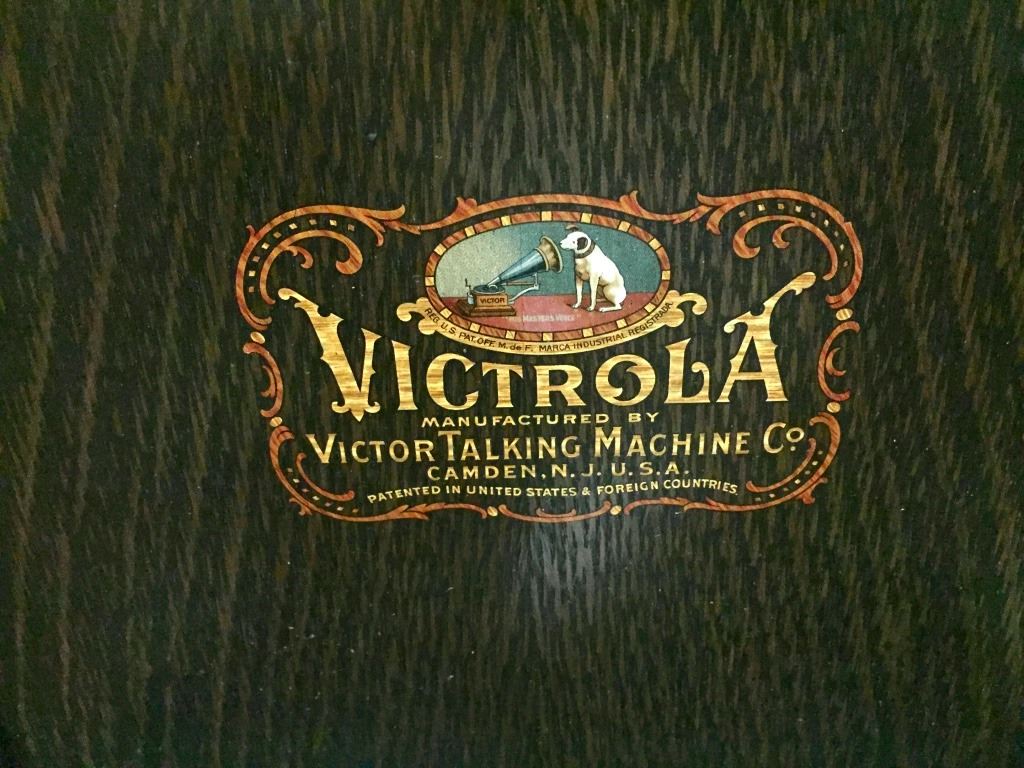 VICTOR
HIS MASTERS VOICE
REG. U.S. PAT. OFF. M. de F. MARCA INDUSTRIAL REGISTRADA.
VICTROLA
MANUFACTURED BY
VICTOR TALKING MACHINE Co.
CAMDEN, N. J. U. S. A.
PATENTED IN UNITED STATES & FOREIGN COUNTRIES.